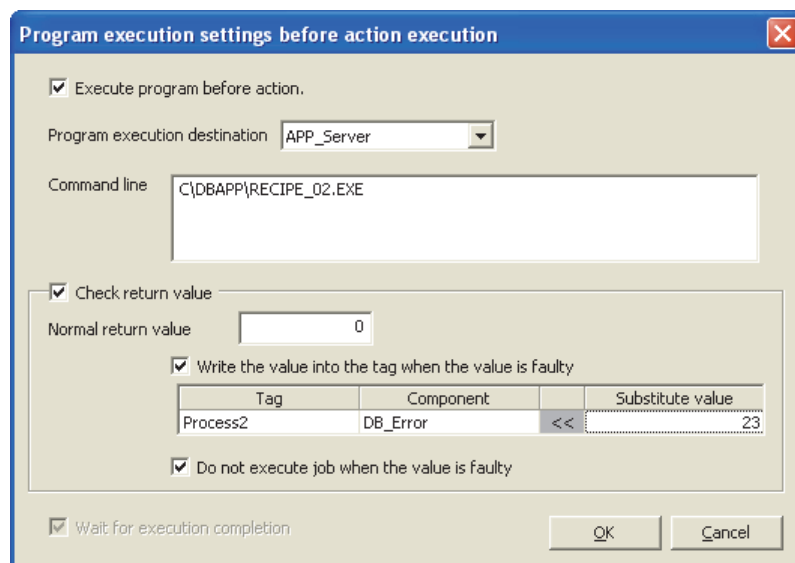 Program execution settings before action execution
Execute program before action.
Program execution destination APP_Server
Command line C\DBAPP\RECIPE_02.EXE
Check return value
Normal return value 0
Write the value into the tag when the value is faulty
Tag Component Substitute value
Process2 DB_Error << 23
Do not execute job when the value is faulty
Wait for execution completion OK Cancel